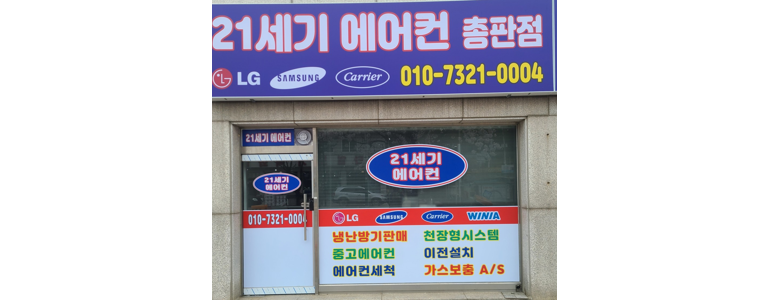 21세기 에어컨 총판점
LG SAMSUNG Carrier 010-7321-0004
21세기 에어컨
21세기
에어컨
21세기
에어컨
010-7321-0004
LG SAMSUNG Carrier WINIA
냉난방기판매 천장형시스템
중고에어컨 이전설치
에어컨세척 가스보충 A/S